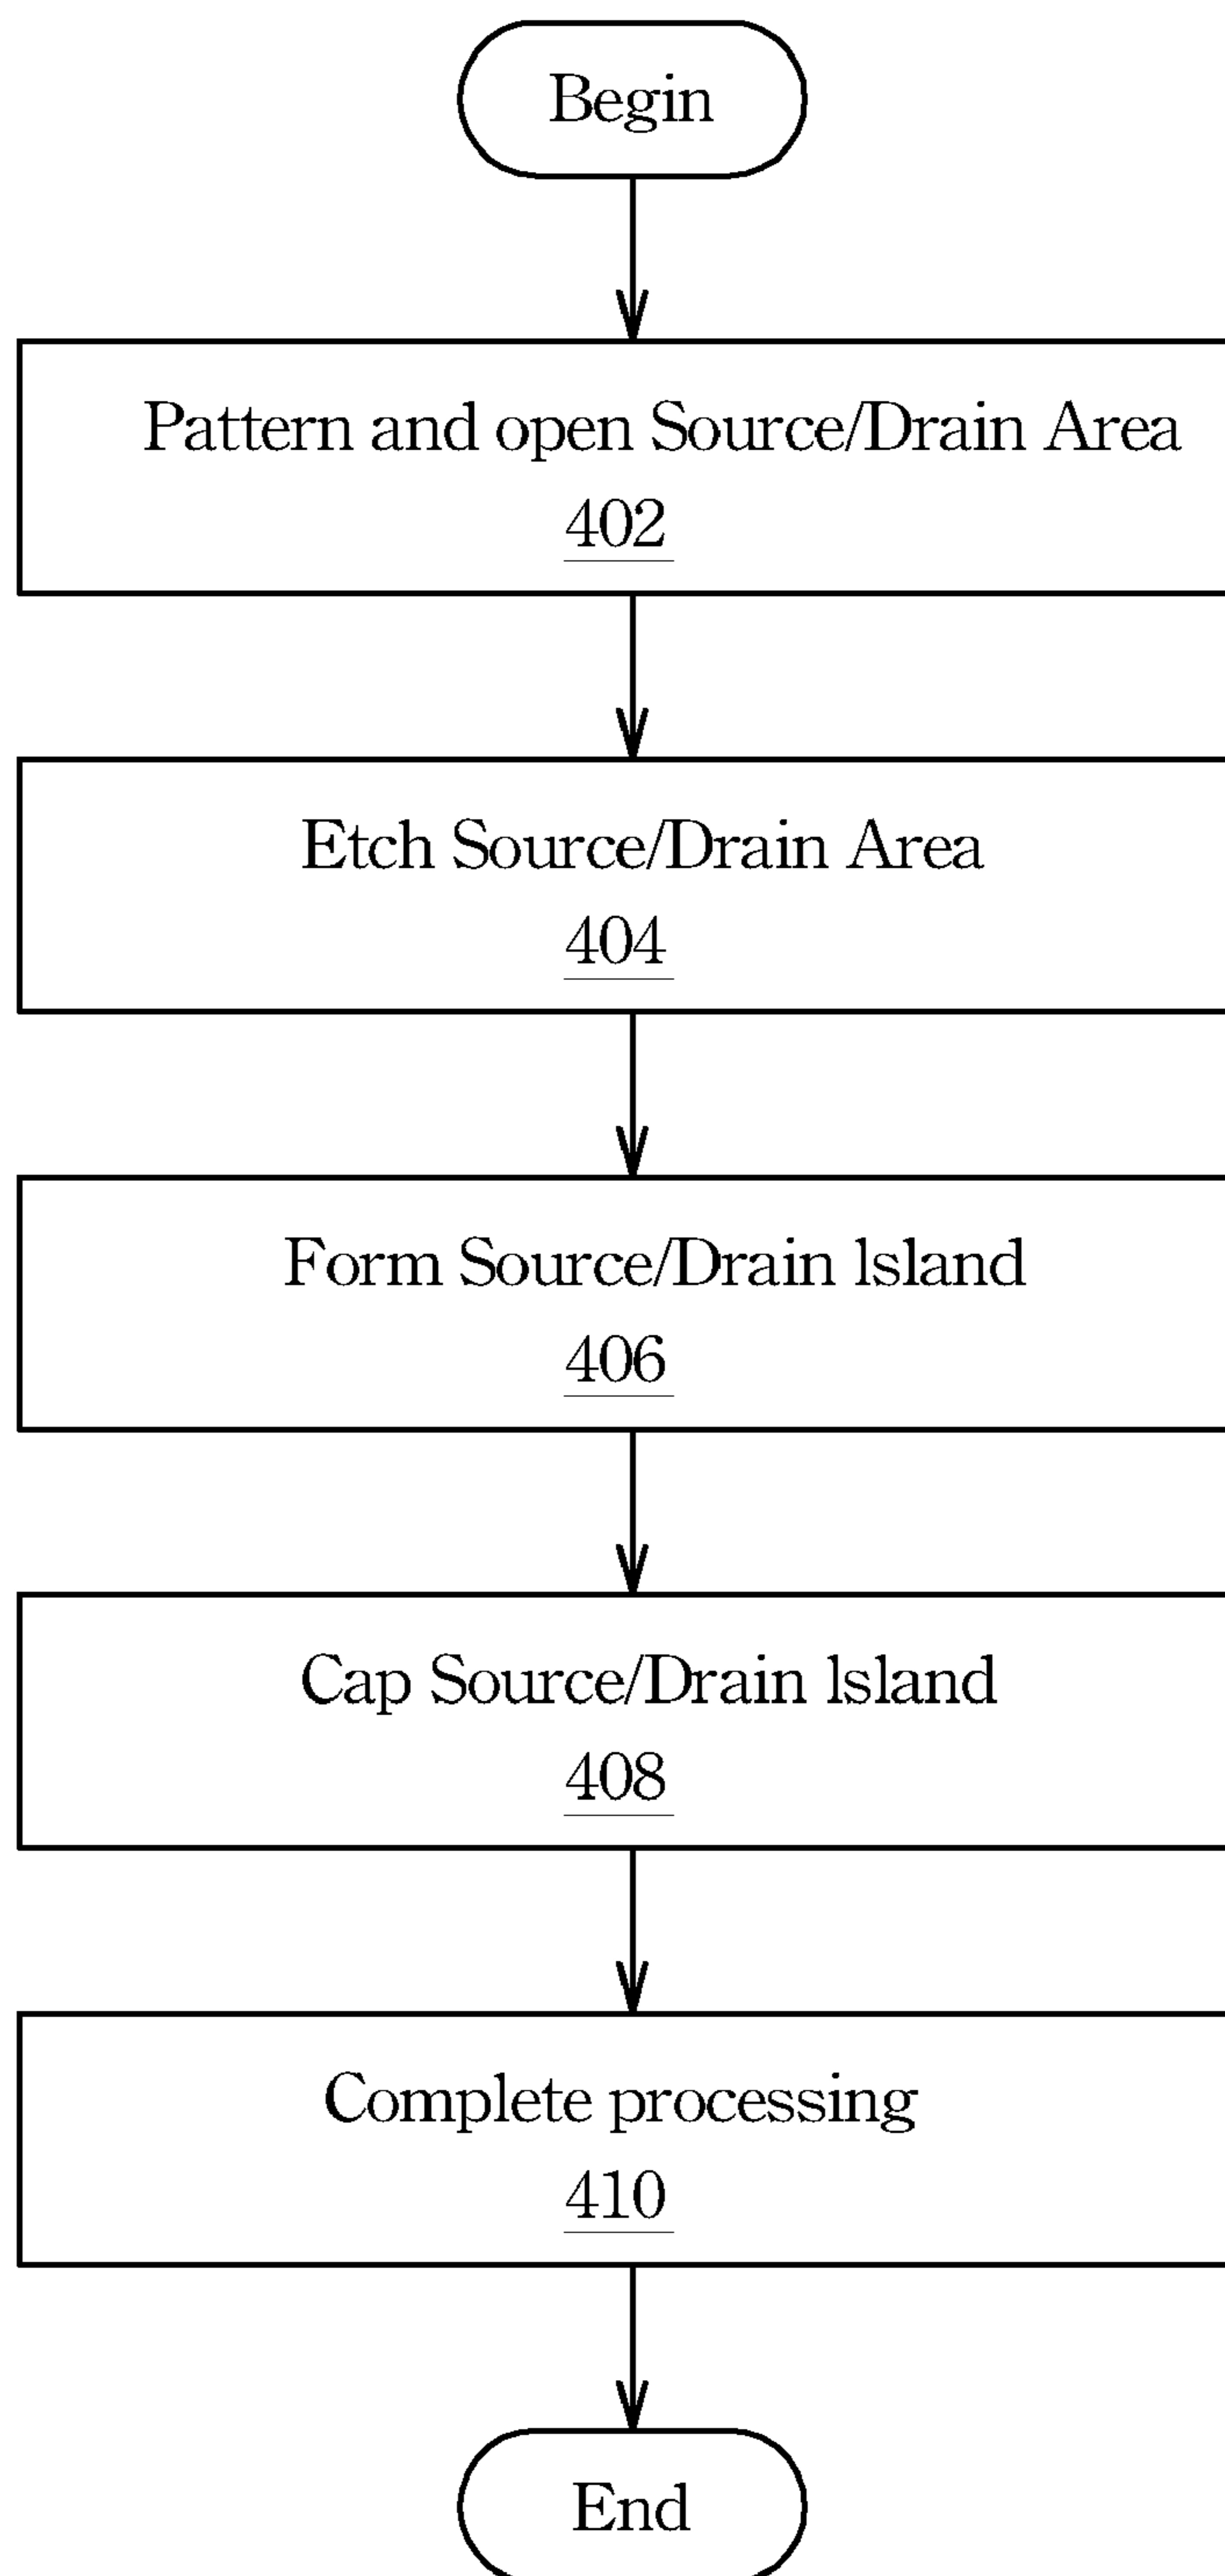 Begin
Pattern and open Source/Drain Area
402
Etch Source/Drain Area
404
Form Source/Drain Island
406
Cap Source/Drain Island
408
Complete processing
410
End